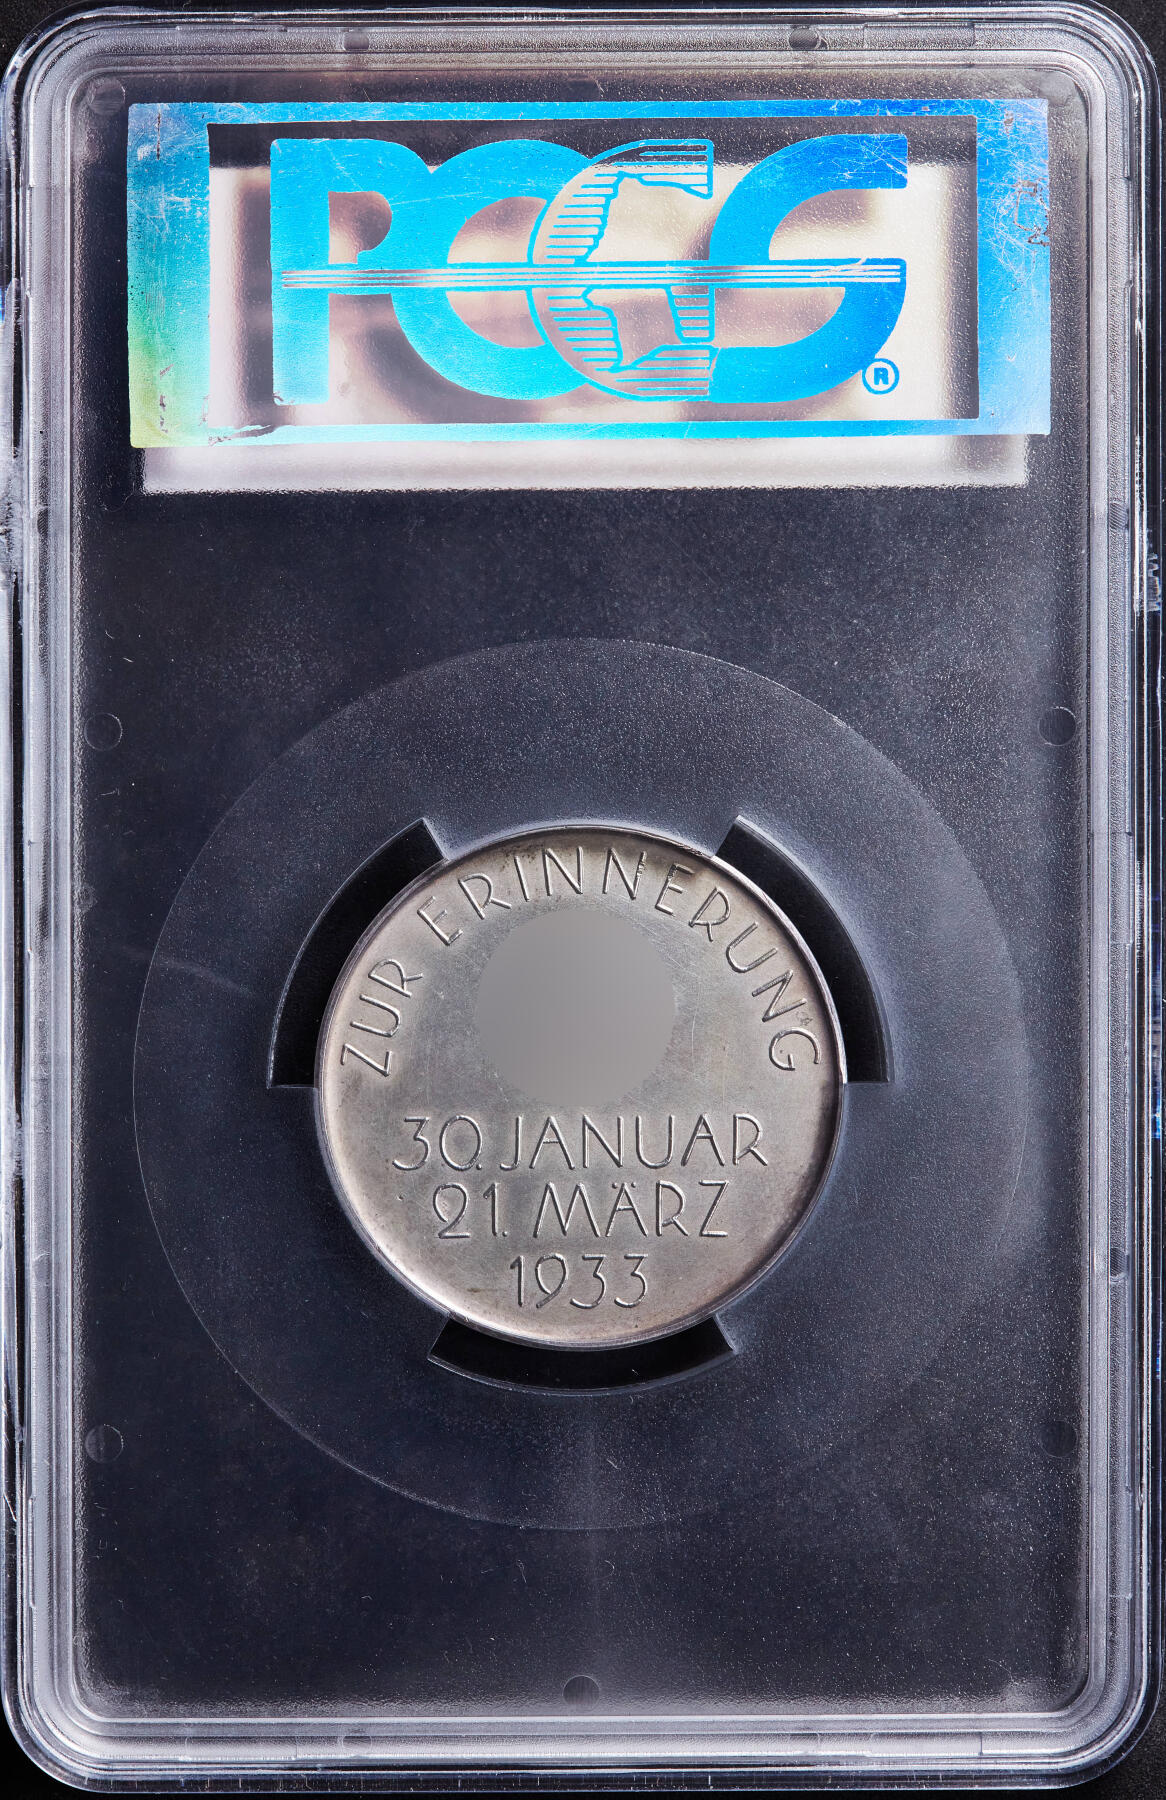 PCGS
®
ZUR ERINNERUNG
30. JANUAR
21. MÄRZ
1933